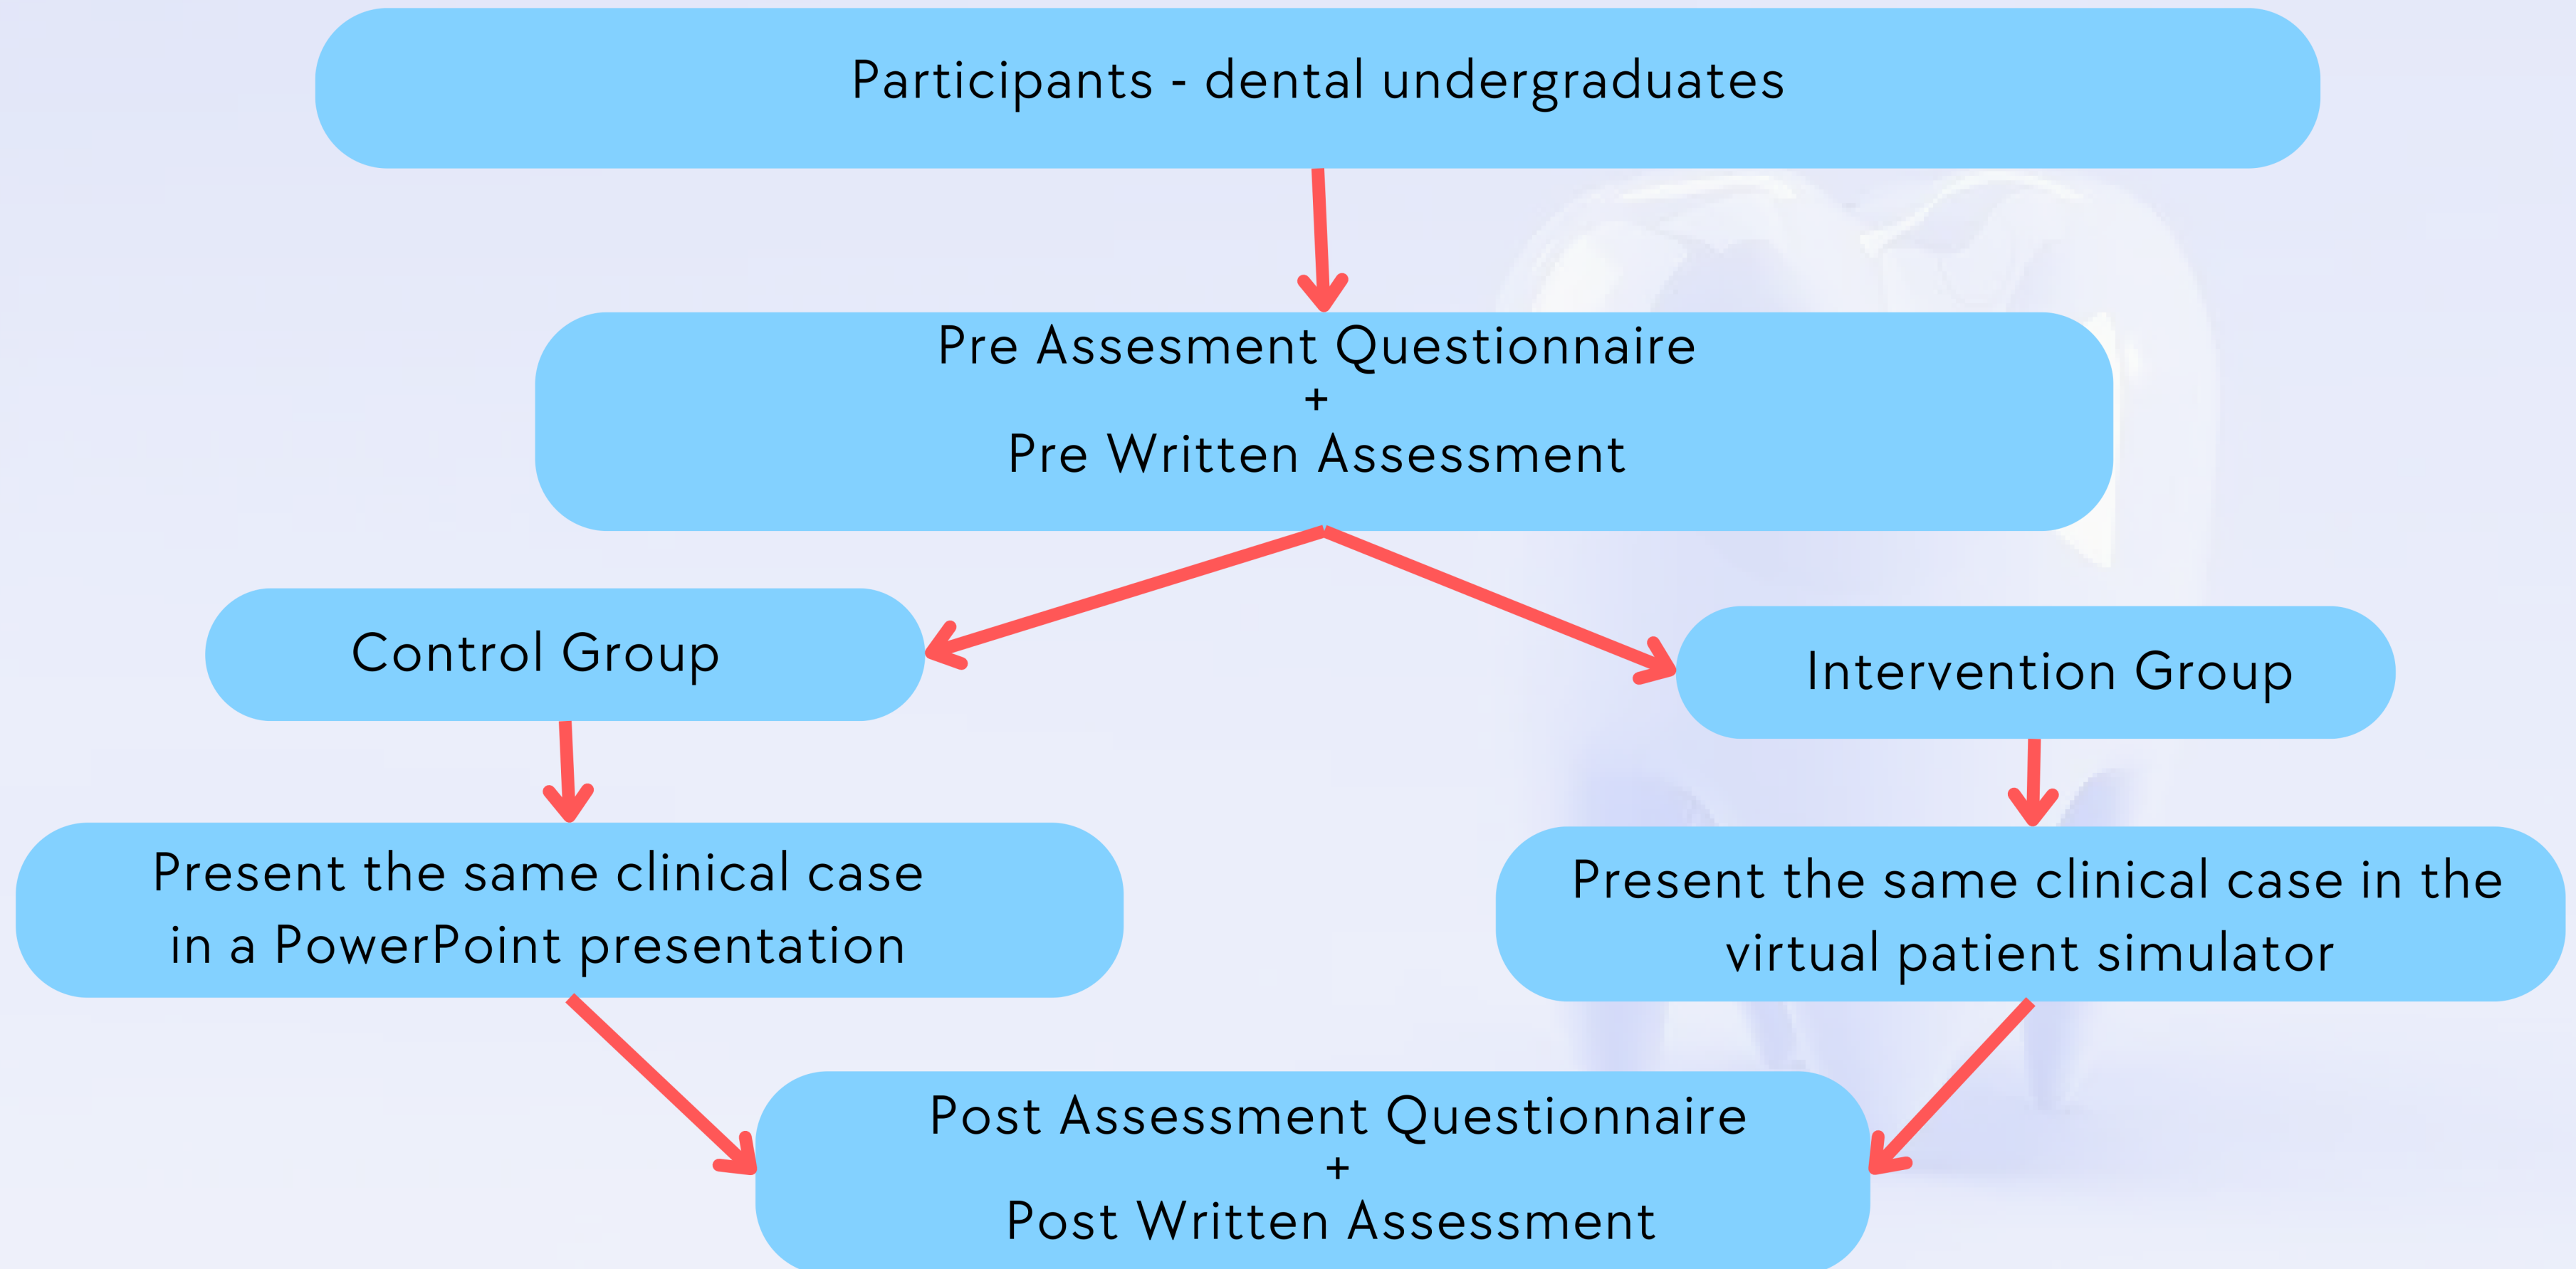 Participants - dental undergraduates
Pre Assesment Questionnaire
+
Pre Written Assessment
Control Group
Intervention Group
Present the same clinical case
in a PowerPoint presentation
Present the same clinical case in the
virtual patient simulator
Post Assessment Questionnaire
+
Post Written Assessment